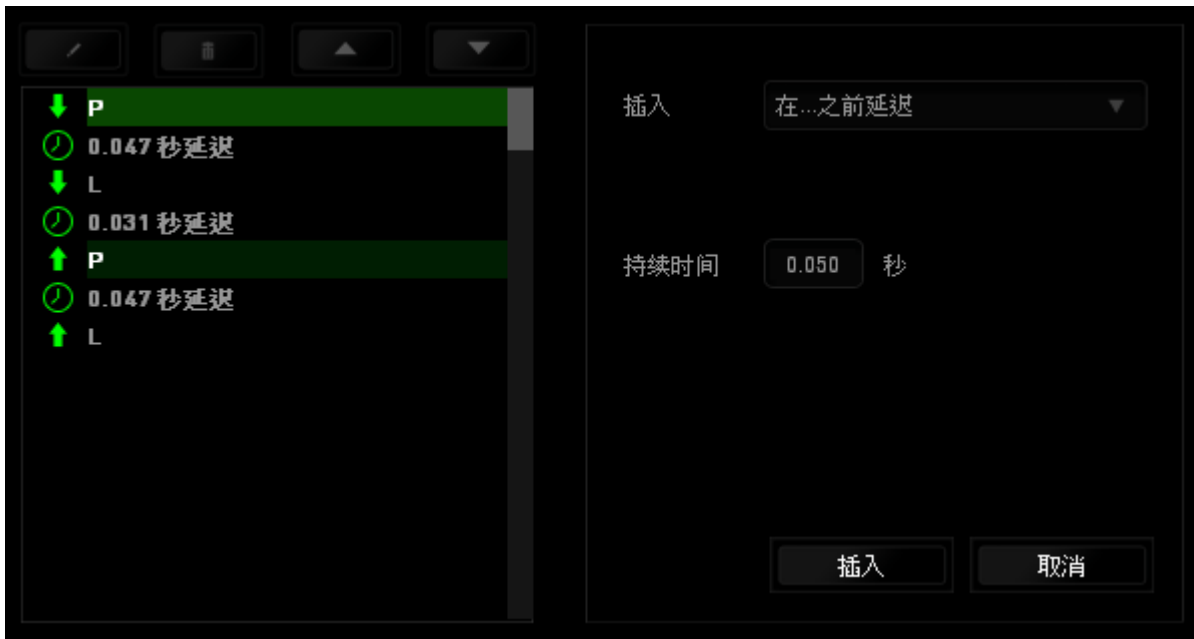 P
0.047 秒延迟
L
0.031 秒延迟
P
0.047 秒延迟
L
插入 在...之前延迟
持续时间 0.050 秒
插入 取消